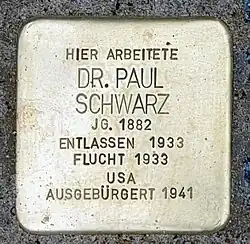 HIER ARBEITETE
DR. PAUL
SCHWARZ
JG. 1882
ENTLASSEN 1933
FLUCHT 1933
USA
AUSGEBÜRGERT 1941